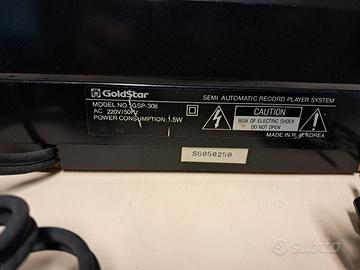 GoldStar
SEMI AUTOMATIC RECORD PLAYER SYSTEM
MODEL NO. GSP-308
AC 220V/50Hz
POWER CONSUMPTION: 1.5W
CAUTION
RISK OF ELECTRIC SHOCK
DO NOT OPEN
MADE IN R. KOREA
S6050250
subito